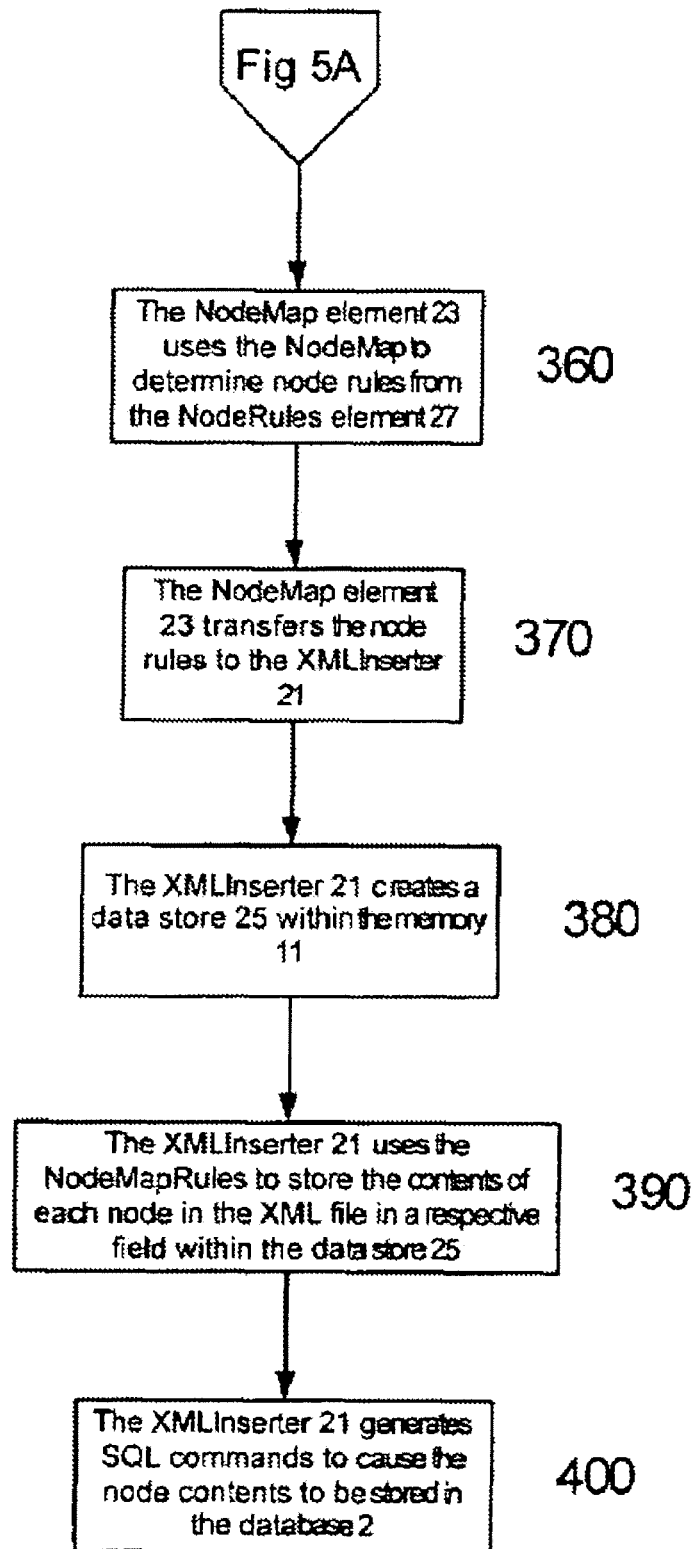 Fig 5A
The NodeMap element 23
uses the NodeMap to
determine node rules from
the NodeRules element 27
360
The NodeMap element
23 transfers the node
rules to the XMLInserter
21
370
The XMLInserter 21 creates a
data store 25 within the memory
11
380
The XMLInserter 21 uses the
NodeMapRules to store the contents of
each node in the XML file in a respective
field within the data store 25
390
The XMLInserter 21 generates
SQL commands to cause the
node contents to be stored in
the database 2
400